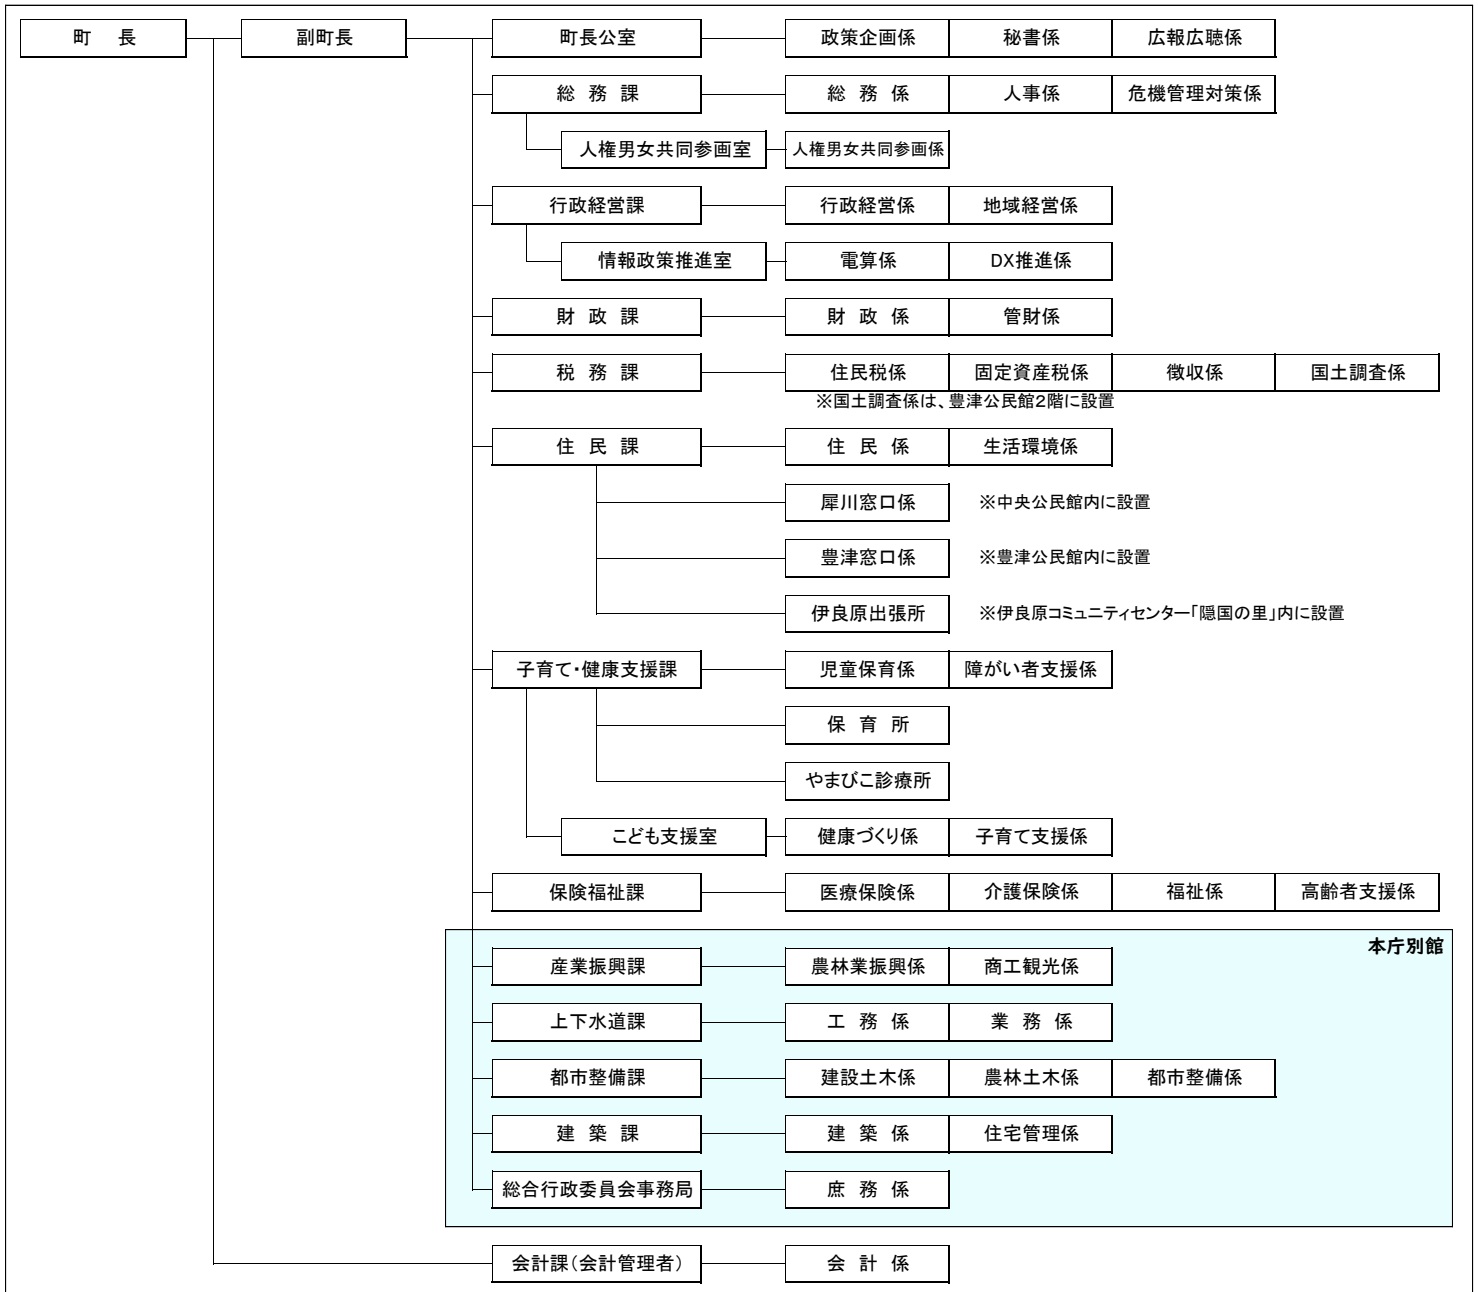 町　長 副町長 町長公室 政策企画係 秘書係 広報広聴係
総 務 課 総 務 係 人事係 危機管理対策係
人権男女共同参画室 人権男女共同参画係
行政経営課 行政経営係 地域経営係
情報政策推進室 電算係 DX推進係
財 政 課 財 政 係 管財係
税 務 課 住民税係 固定資産税係 徴収係 国土調査係
※国土調査係は、豊津公民館2階に設置
住 民 課 住 民 係 生活環境係
犀川窓口係 ※中央公民館内に設置
豊津窓口係 ※豊津公民館内に設置
伊良原出張所 ※伊良原コミュニティセンター「隠国の里」内に設置
子育て・健康支援課 児童保育係 障がい者支援係
保 育 所
やまびこ診療所
こども支援室 健康づくり係 子育て支援係
保険福祉課 医療保険係 介護保険係 福祉係 高齢者支援係
本庁別館
産業振興課 農林業振興係 商工観光係
上下水道課 工 務 係 業 務 係
都市整備課 建設土木係 農林土木係 都市整備係
建 築 課 建 築 係 住宅管理係
総合行政委員会事務局 庶 務 係
会計課(会計管理者) 会 計 係